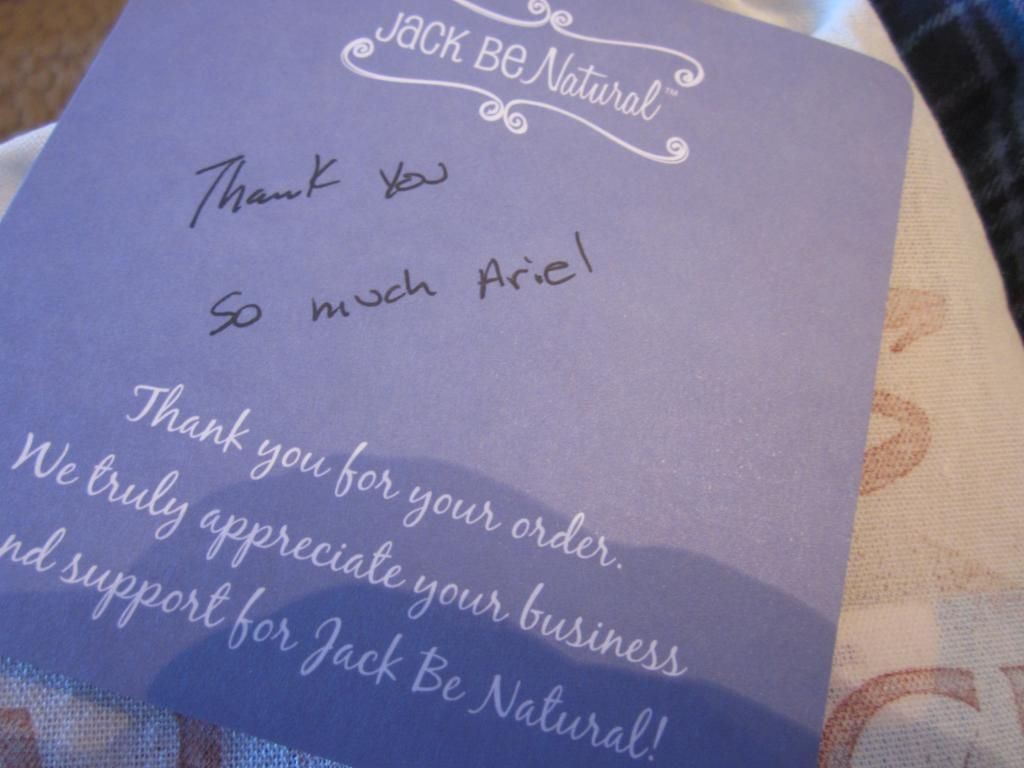 Jack Be Natural™
Thank You
So much Ariel
Thank you for your order.
We truly appreciate your business
nd support for Jack Be Natural!